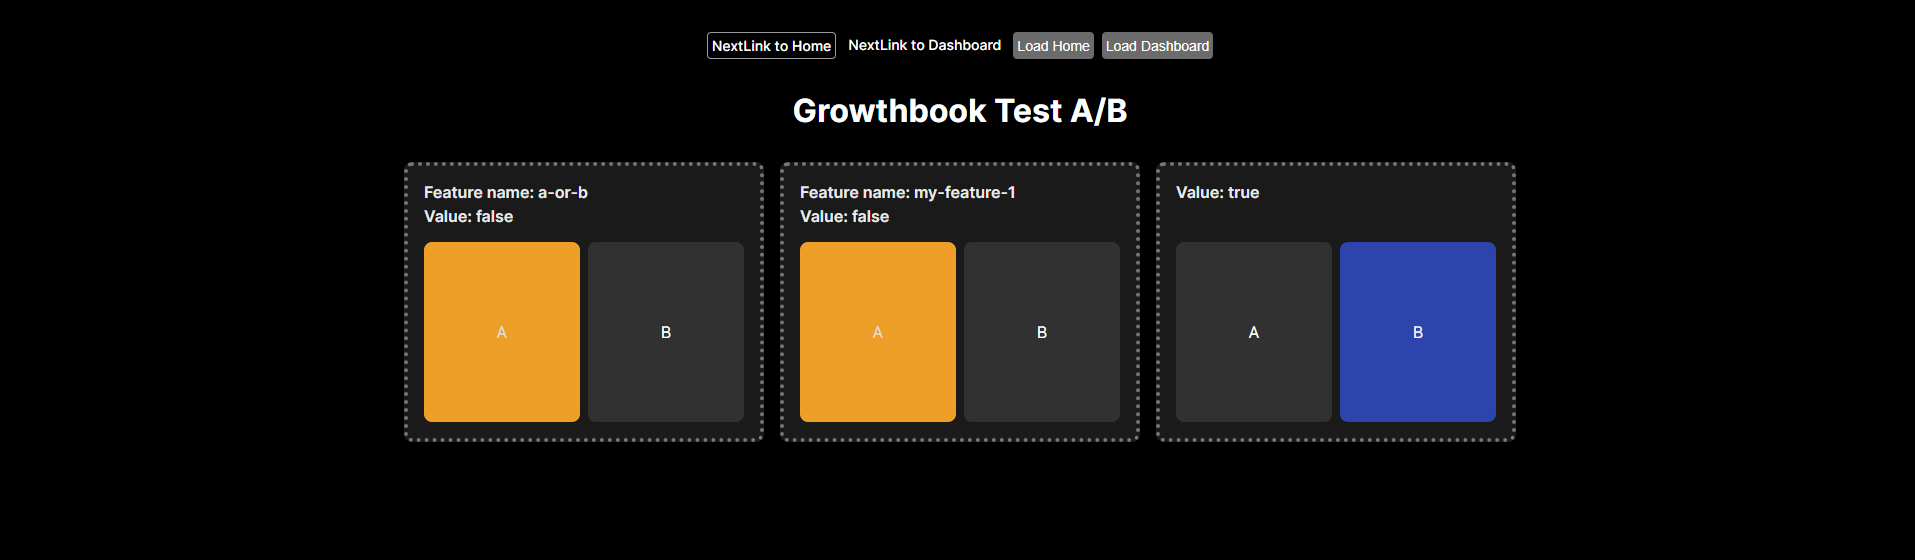 NextLink to Home NextLink to Dashboard Load Home Load Dashboard
Growthbook Test A/B
Feature name: a-or-b
Value: false
A B
Feature name: my-feature-1
Value: false
A B
Value: true
A B